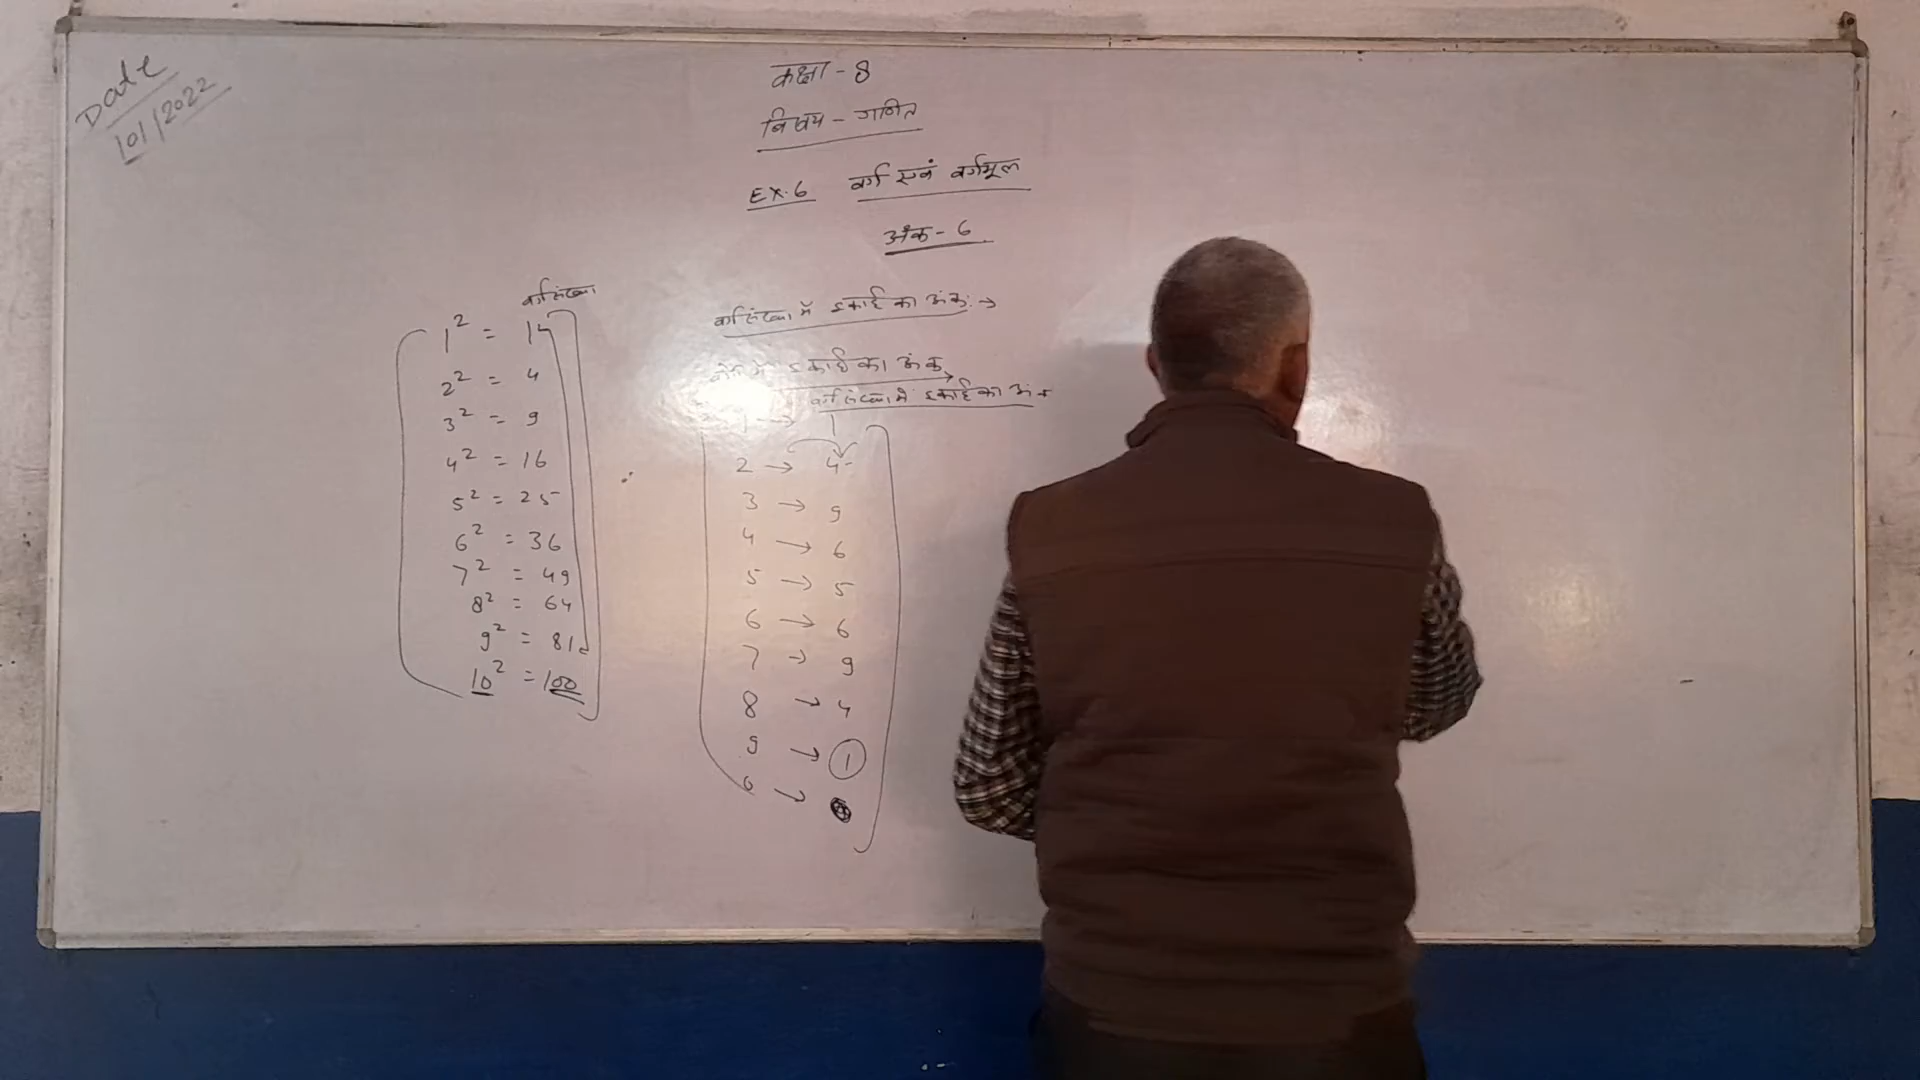 Date
101/2022
कक्षा - 8
विषय - गणित
EX.6 वर्ग एवं वर्गमूल
अंक - 6
वर्गसंख्या
1² = 1
2² = 4
3² = 9
4² = 16
5² = 25
6² = 36
7² = 49
8² = 64
9² = 81
10² = 100
वर्गसंख्या में इकाई का अंक :→
में इकाई का अंक
वर्गसंख्या में इकाई का अंक
1 → 1
2 → 4
3 → 9
4 → 6
5 → 5
6 → 6
7 → 9
8 → 4
9 → 1
0 →